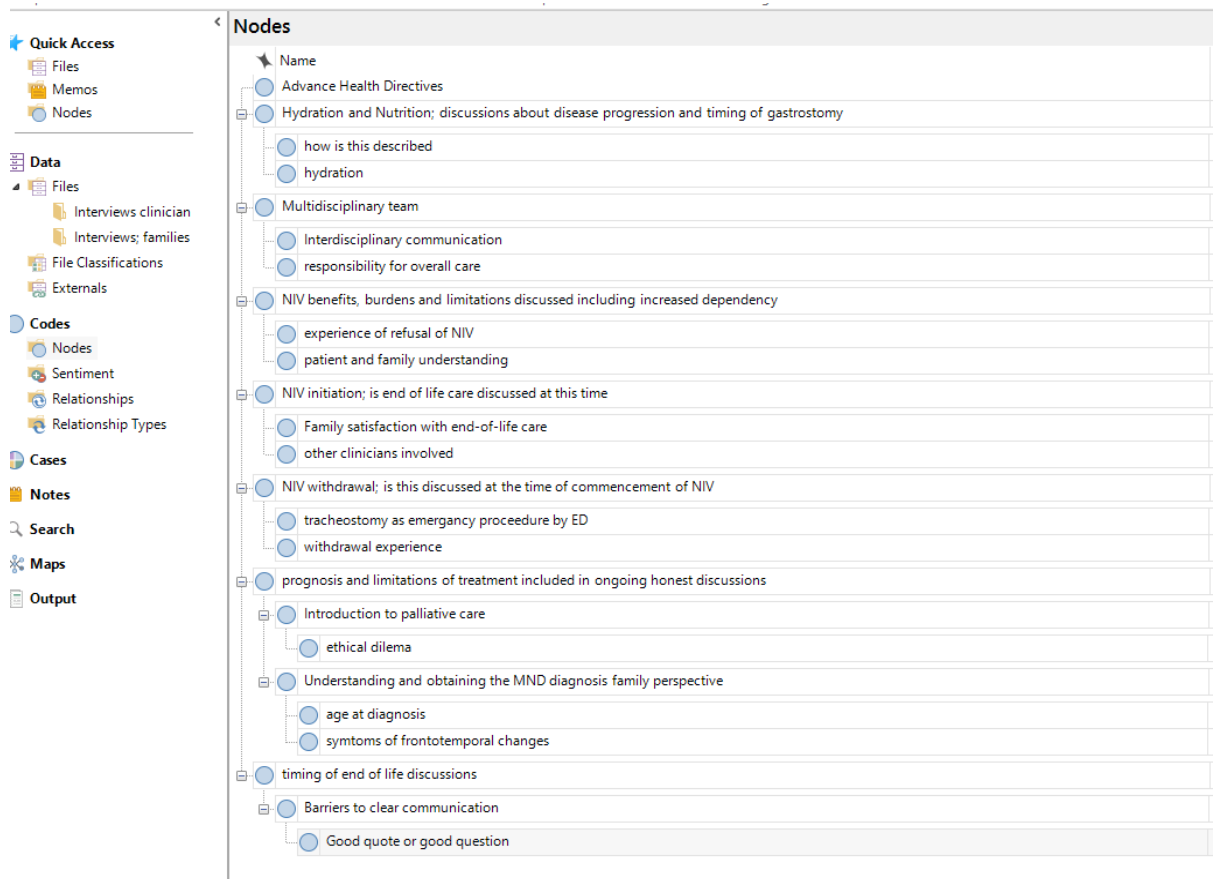 Quick Access
Files
Memos
Nodes
Data
Files
Interviews clinician
Interviews; families
File Classifications
Externals
Codes
Nodes
Sentiment
Relationships
Relationship Types
Cases
Notes
Search
Maps
Output
Nodes
Name
Advance Health Directives
Hydration and Nutrition; discussions about disease progression and timing of gastrostomy
how is this described
hydration
Multidisciplinary team
Interdisciplinary communication
responsibility for overall care
NIV benefits, burdens and limitations discussed including increased dependency
experience of refusal of NIV
patient and family understanding
NIV initiation; is end of life care discussed at this time
Family satisfaction with end-of-life care
other clinicians involved
NIV withdrawal; is this discussed at the time of commencement of NIV
tracheostomy as emergancy proceedure by ED
withdrawal experience
prognosis and limitations of treatment included in ongoing honest discussions
Introduction to palliative care
ethical dilema
Understanding and obtaining the MND diagnosis family perspective
age at diagnosis
symtoms of frontotemporal changes
timing of end of life discussions
Barriers to clear communication
Good quote or good question